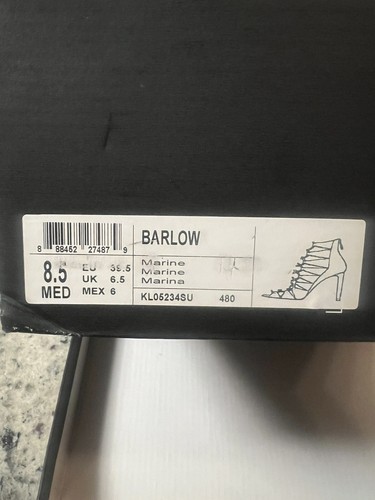 BARLOW
8 88452 27487 9
8.5 EU 39.5
UK 6.5
MED MEX 6
Marine
Marine
Marina
KL05234SU 480